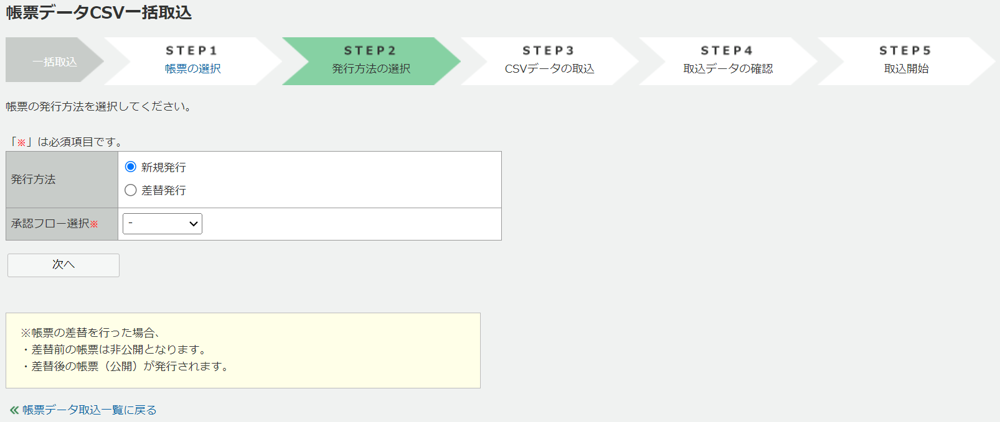 帳票データCSV一括取込
一括取込
STEP1
帳票の選択
STEP2
発行方法の選択
STEP3
CSVデータの取込
STEP4
取込データの確認
STEP5
取込開始
帳票の発行方法を選択してください。
「※」は必須項目です。
発行方法
新規発行
差替発行
承認フロー選択※
-
次へ
※帳票の差替を行った場合、
・差替前の帳票は非公開となります。
・差替後の帳票（公開）が発行されます。
≪ 帳票データ取込一覧に戻る